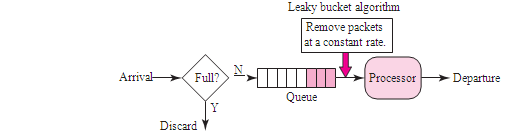 Leaky bucket algorithm
Remove packets
at a constant rate.
Arrival
Full?
N
Processor
Departure
Queue
Y
Discard